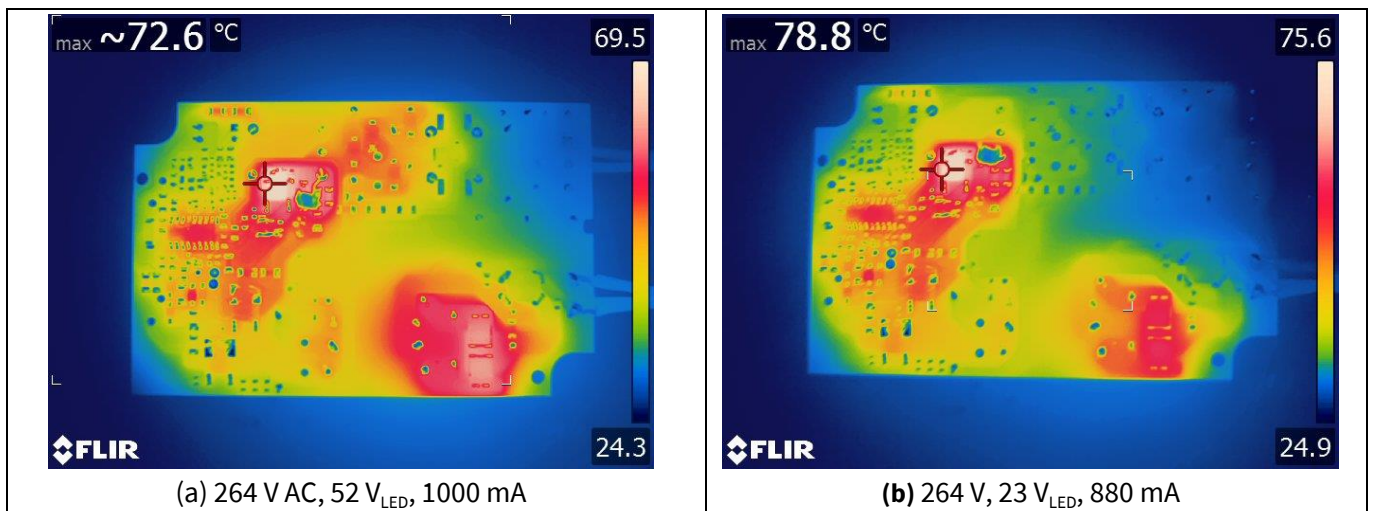 max ~72.6 °C
69.5
24.3
FLIR
(a) 264 V AC, 52 VLED, 1000 mA
max 78.8 °C
75.6
24.9
FLIR
(b) 264 V, 23 VLED, 880 mA